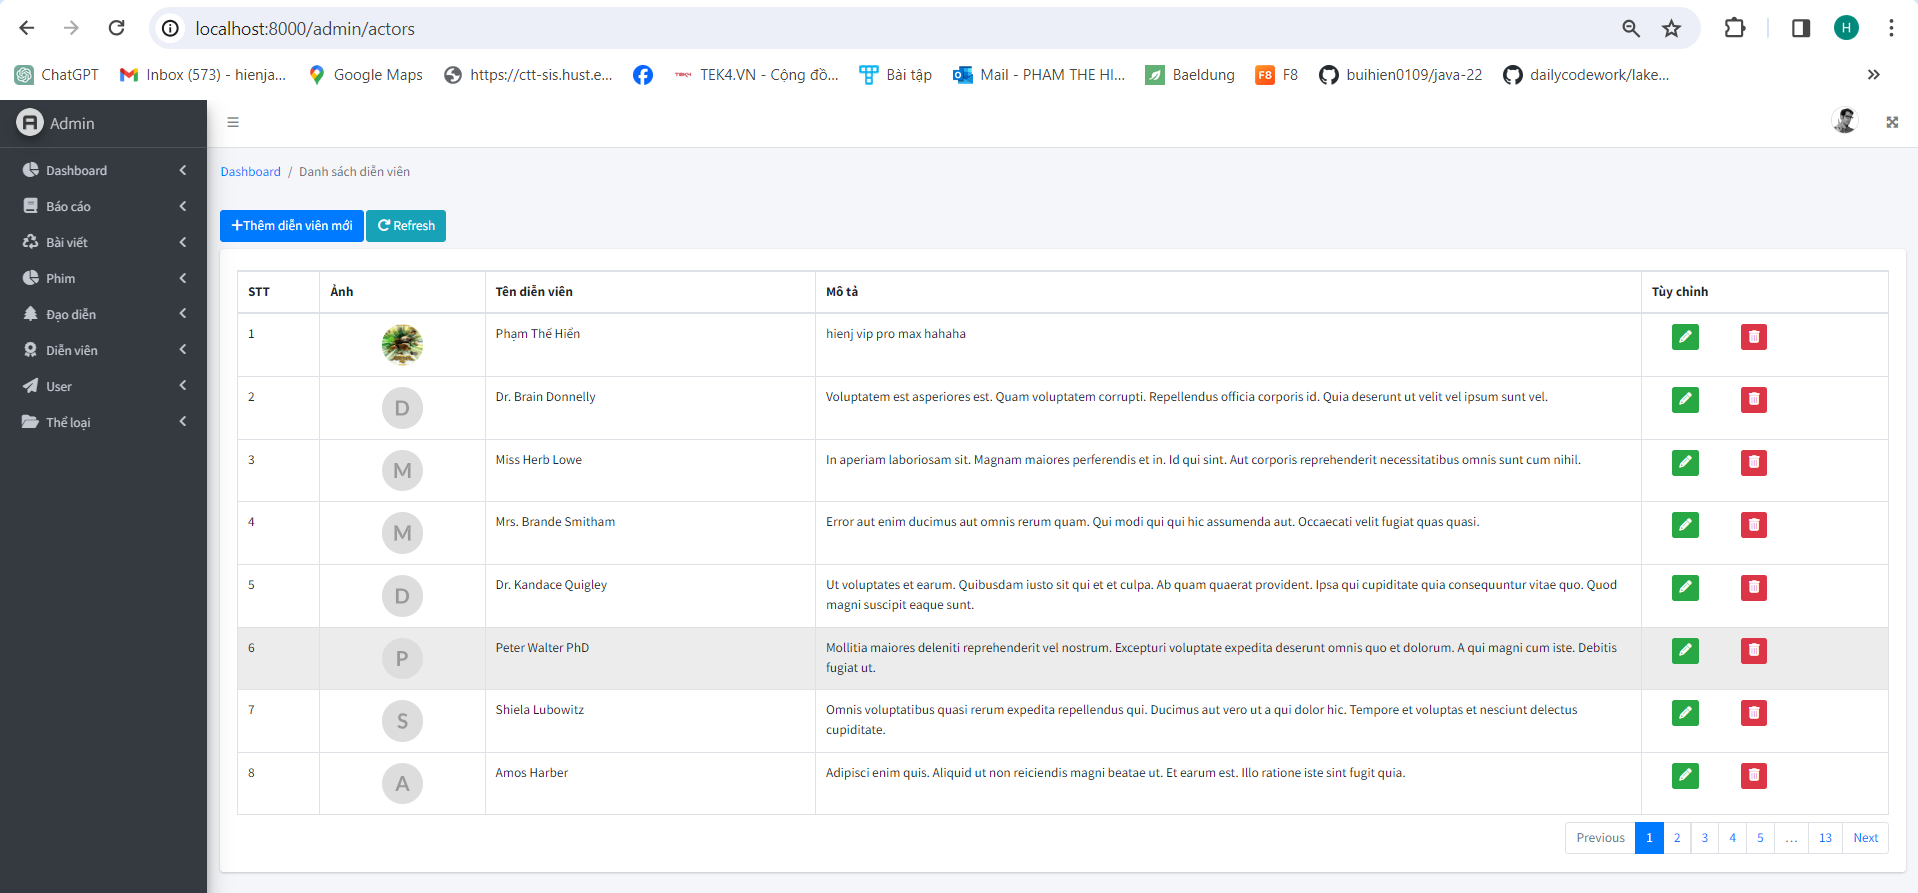 localhost:8000/admin/actors
H
ChatGPT
Inbox (573) - hienja...
Google Maps
https://ctt-sis.hust.e...
TEK4 TEK4.VN - Cộng đồ...
Bài tập
Mail - PHAM THE HI...
Baeldung
F8 F8
buihien0109/java-22
dailycodework/lake...
Admin
Dashboard
Báo cáo
Bài viết
Phim
Đạo diễn
Diễn viên
User
Thể loại
Dashboard / Danh sách diễn viên
+Thêm diễn viên mới
Refresh
STT Ảnh Tên diễn viên Mô tả Tùy chỉnh
1 Phạm Thế Hiển hienj vip pro max hahaha
2 D Dr. Brain Donnelly Voluptatem est asperiores est. Quam voluptatem corrupti. Repellendus officia corporis id. Quia deserunt ut velit vel ipsum sunt vel.
3 M Miss Herb Lowe In aperiam laboriosam sit. Magnam maiores perferendis et in. Id qui sint. Aut corporis reprehenderit necessitatibus omnis sunt cum nihil.
4 M Mrs. Brande Smitham Error aut enim ducimus aut omnis rerum quam. Qui modi qui qui hic assumenda aut. Occaecati velit fugiat quas quasi.
5 D Dr. Kandace Quigley Ut voluptates et earum. Quibusdam iusto sit qui et et culpa. Ab quam quaerat provident. Ipsa qui cupiditate quia consequuntur vitae quo. Quod
magni suscipit eaque sunt.
6 P Peter Walter PhD Mollitia maiores deleniti reprehenderit vel nostrum. Excepturi voluptate expedita deserunt omnis quo et dolorum. A qui magni cum iste. Debitis
fugiat ut.
7 S Shiela Lubowitz Omnis voluptatibus quasi rerum expedita repellendus qui. Ducimus aut vero ut a qui dolor hic. Tempore et voluptas et nesciunt delectus
cupiditate.
8 A Amos Harber Adipisci enim quis. Aliquid ut non reiciendis magni beatae ut. Et earum est. Illo ratione iste sint fugit quia.
Previous 1 2 3 4 5 ... 13 Next